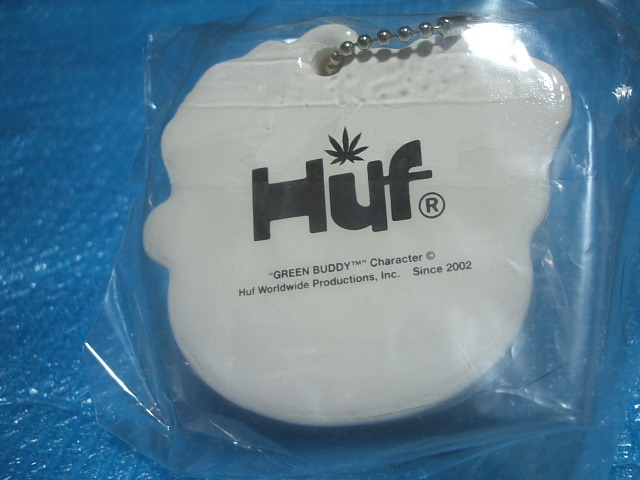 Huf®
"GREEN BUDDY™" Character ©
Huf Worldwide Productions, Inc. Since 2002